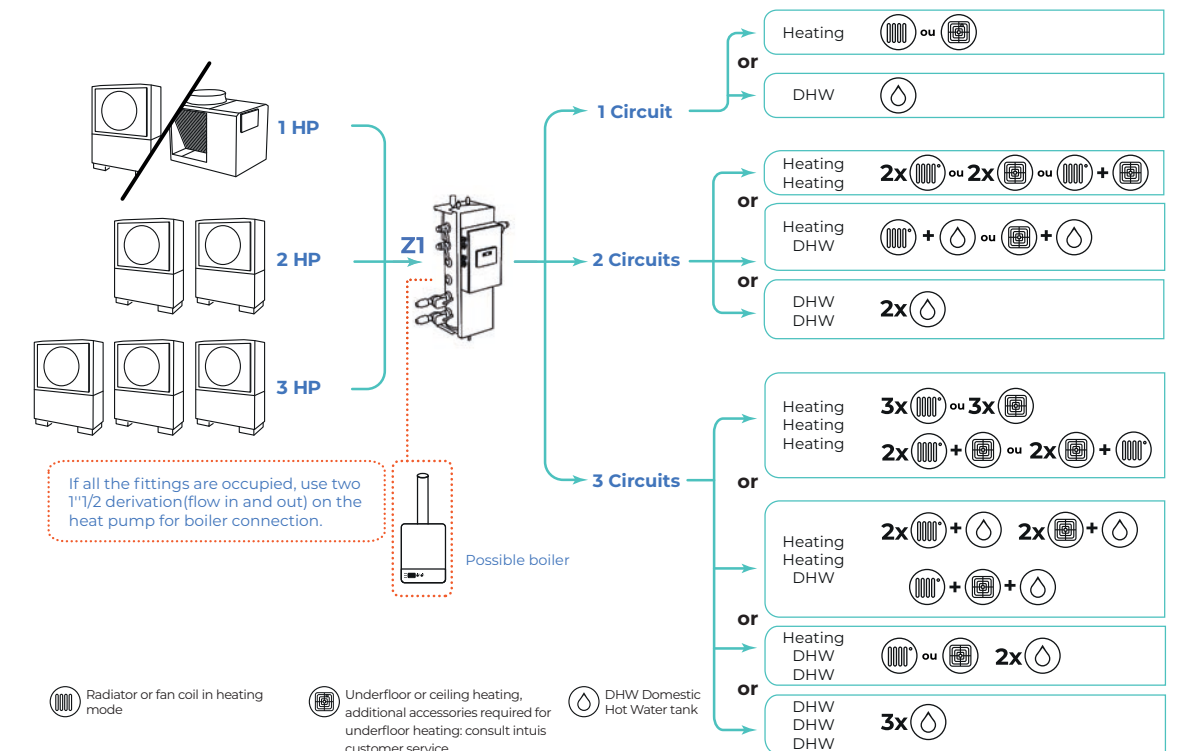 1 HP
2 HP
3 HP
Z1
If all the fittings are occupied, use two
1''1/2 derivation(flow in and out) on the
heat pump for boiler connection.
Possible boiler
1 Circuit
Heating
ou
or
DHW
2 Circuits
Heating
Heating
2x ou 2x ou +
or
Heating
DHW
+ ou +
or
DHW
DHW
2x
3 Circuits
Heating
Heating
Heating
3x ou 3x
2x + ou 2x +
or
Heating
Heating
DHW
2x + 2x +
+ +
or
Heating
DHW
DHW
ou 2x
or
DHW
DHW
DHW
3x
Radiator or fan coil in heating
mode
Underfloor or ceiling heating,
additional accessories required for
underfloor heating: consult intuis
customer service
DHW Domestic
Hot Water tank